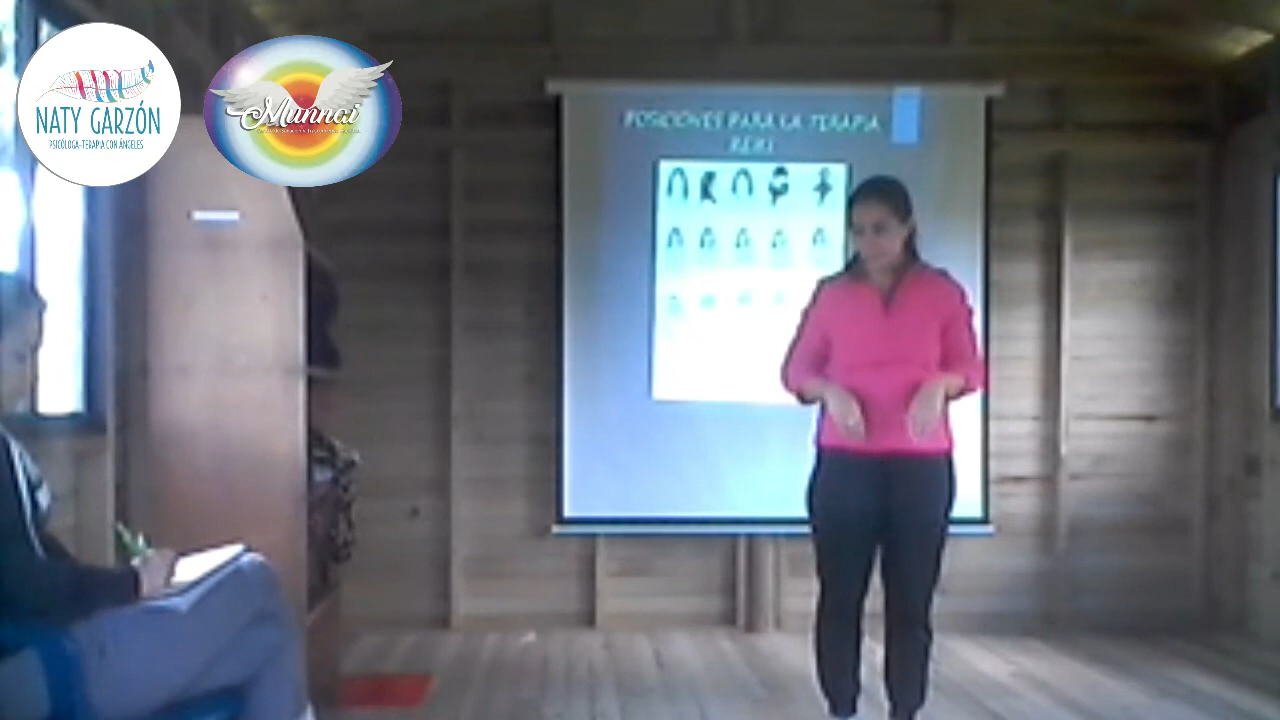 NATY GARZÓN
PSICÓLOGA-TERAPIA CON ÁNGELES
Munnai
POSICIONES PARA LA TERAPIA
REIKI